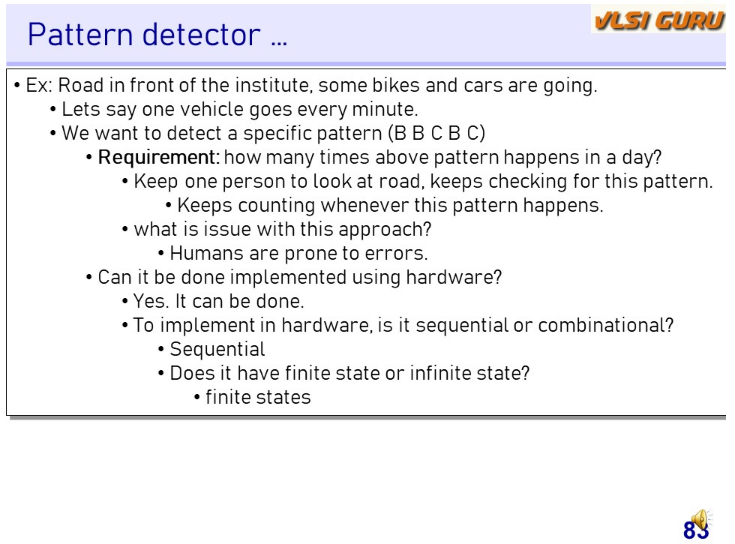 VLSI GURU
Pattern detector ...
• Ex: Road in front of the institute, some bikes and cars are going.
• Lets say one vehicle goes every minute.
• We want to detect a specific pattern (B B C B C)
• Requirement: how many times above pattern happens in a day?
• Keep one person to look at road, keeps checking for this pattern.
• Keeps counting whenever this pattern happens.
• what is issue with this approach?
• Humans are prone to errors.
• Can it be done implemented using hardware?
• Yes. It can be done.
• To implement in hardware, is it sequential or combinational?
• Sequential
• Does it have finite state or infinite state?
• finite states
83